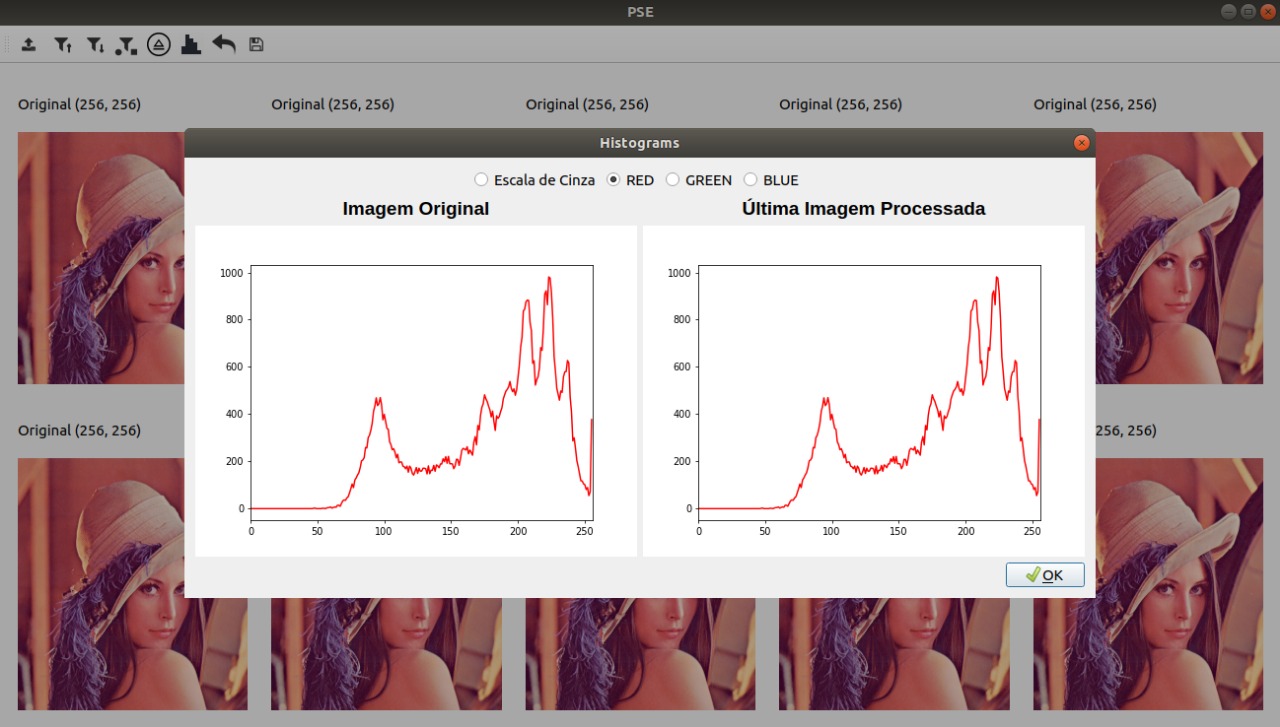 PSE
Original (256, 256) Original (256, 256) Original (256, 256) Original (256, 256) Original (256, 256)
Histograms
Escala de Cinza RED GREEN BLUE
Imagem Original Última Imagem Processada
1000 1000
800 800
600 600
400 400
200 200
0 0
0 50 100 150 200 250 0 50 100 150 200 250
OK
Original (256, 256) 256, 256)